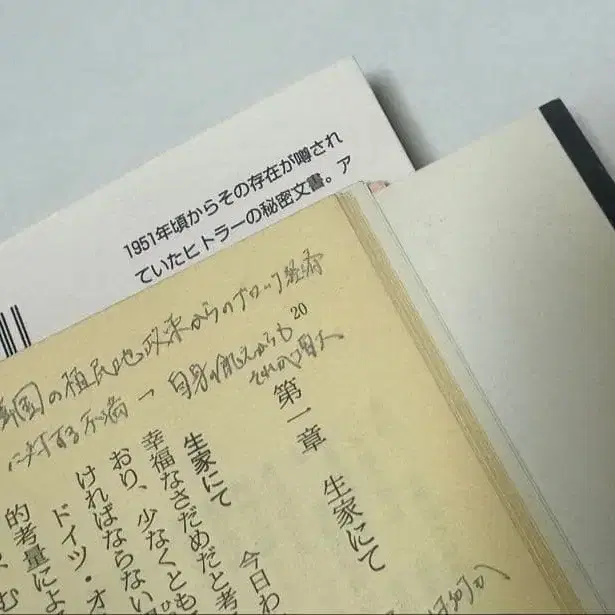 1951年頃からその存在が噂され
ていたヒトラーの秘密文書。ア
国の植民地政策からのブロック経済
に対する不満 → 自身の飢えからも
20
第一章 生家にて
生家にて 今日わ
幸福なさだめだと考
おり、少なくとも
ければならない
ドイツ・オ
的考量によ
む